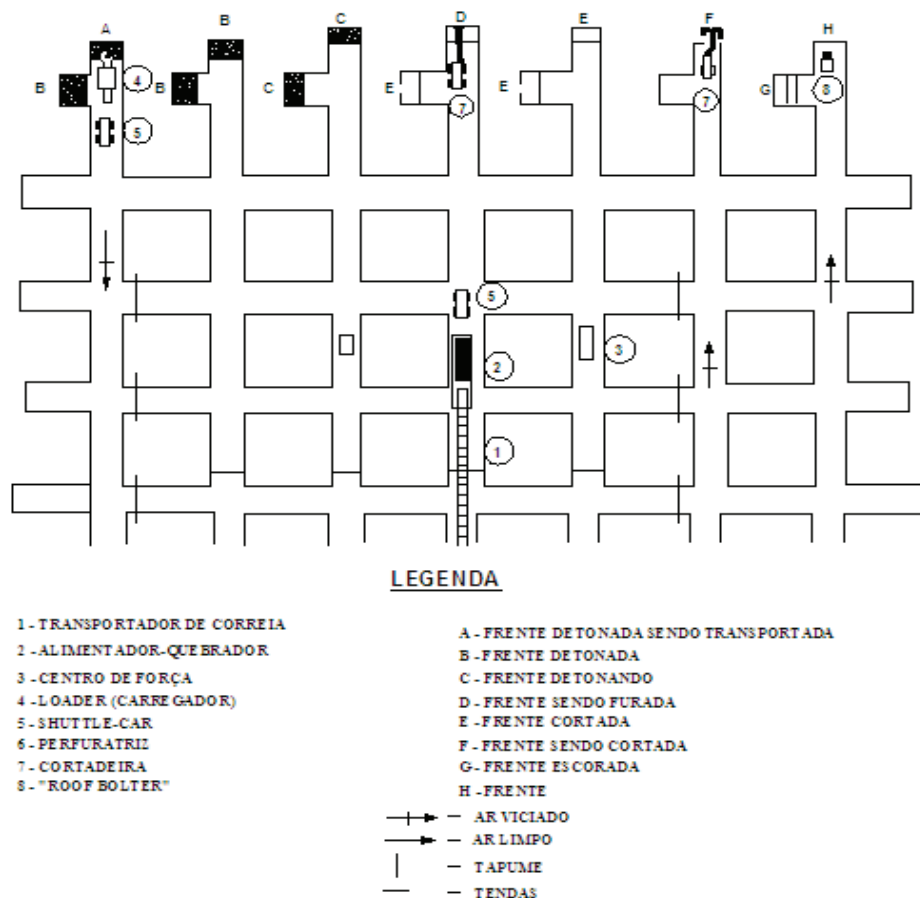 A B C D E F H
B B C E E G
4 7 7 8
5
5
3
2
1
LEGENDA
1 - TRANSPORTADOR DE CORREIA
2 - ALIMENTADOR-QUEBRADOR
3 - CENTRO DE FORÇA
4 - LOADER (CARREGADOR)
5 - SHUTTLE-CAR
6 - PERFURATRIZ
7 - CORTADEIRA
8 - "ROOF BOLTER"
A - FRENTE DETONADA SENDO TRANSPORTADA
B - FRENTE DETONADA
C - FRENTE DETONANDO
D - FRENTE SENDO FURADA
E - FRENTE CORTADA
F - FRENTE SENDO CORTADA
G - FRENTE ESCORADA
H - FRENTE
– AR VICIADO
– AR LIMPO
– TAPUME
– TENDAS